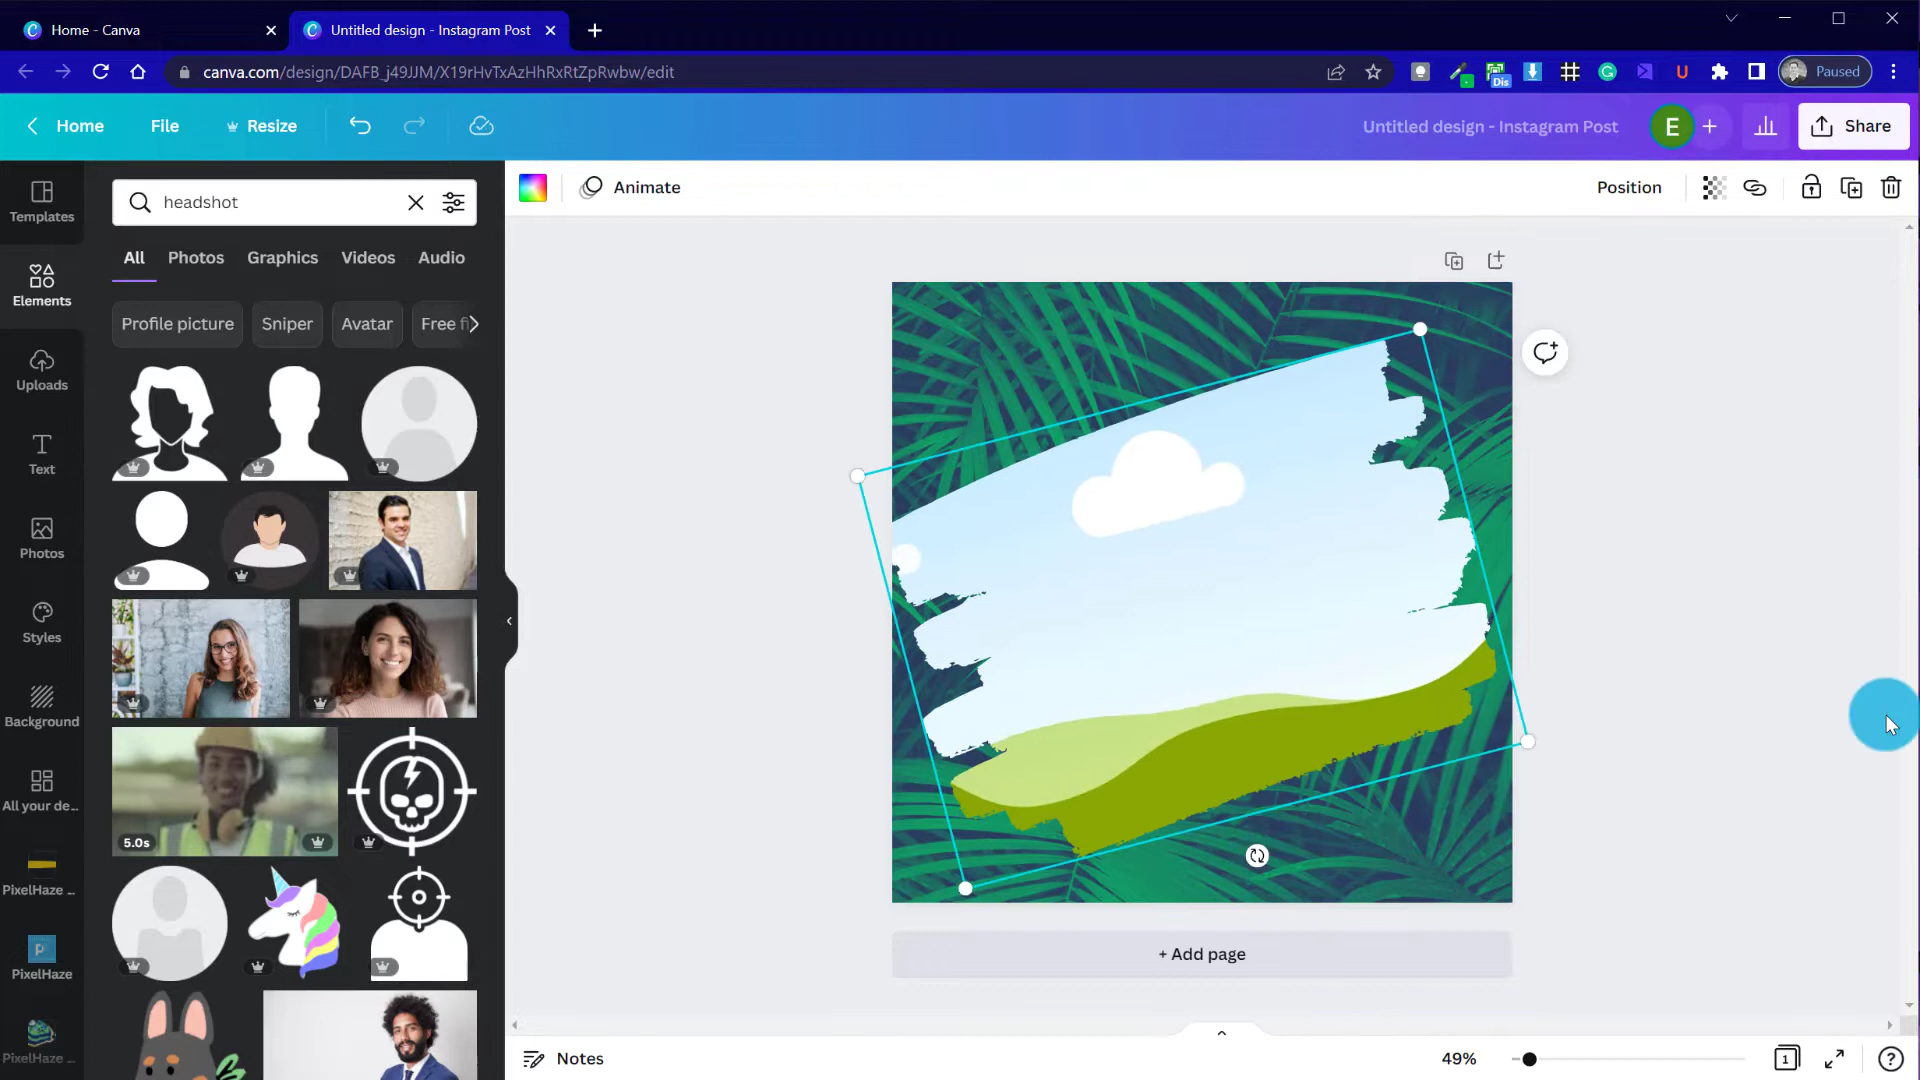 Home - Canva
Untitled design - Instagram Post
canva.com/design/DAFB_j49JJM/X19rHvTxAzHhRxRtZpRwbw/edit
Dis
Paused
Home
File
Resize
Untitled design - Instagram Post
E
Share
Templates
headshot
Animate
Position
All
Photos
Graphics
Videos
Audio
Elements
Profile picture
Sniper
Avatar
Free fi
Uploads
Text
Photos
Styles
Background
All your de...
5.0s
PixelHaze ...
P
PixelHaze
PixelHaze ...
+ Add page
Notes
49%
1